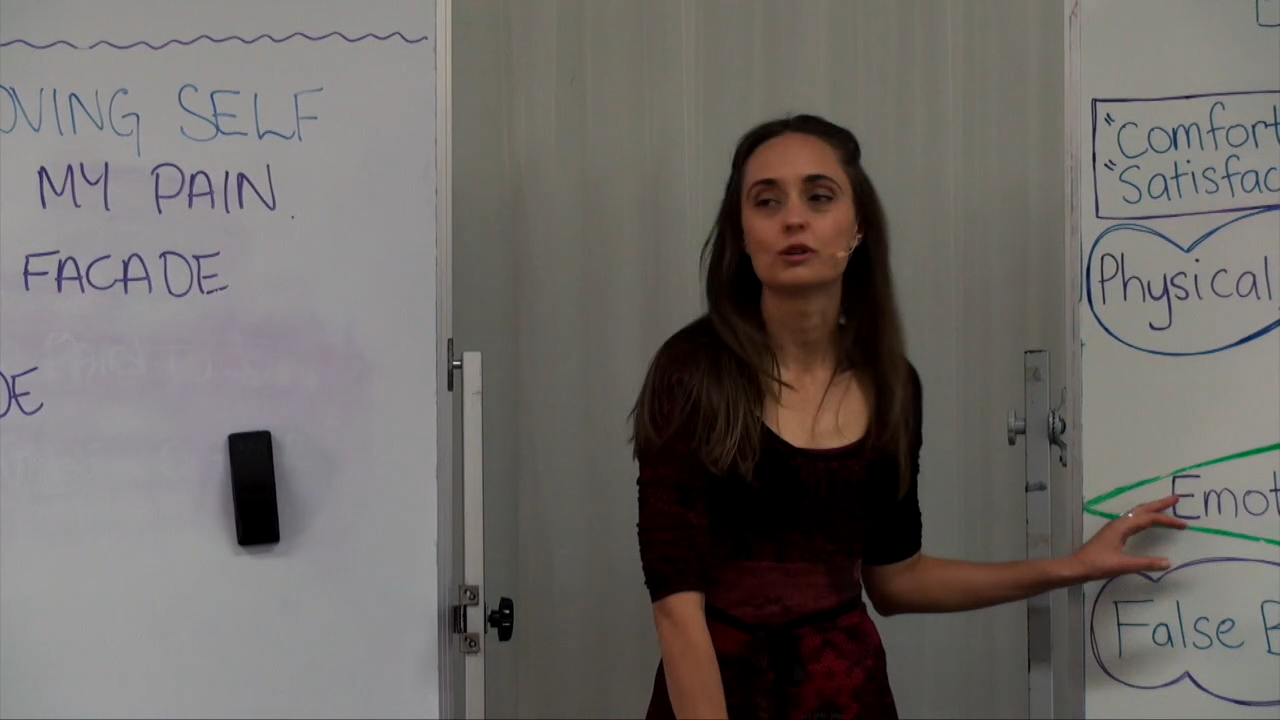 OVING SELF
MY PAIN.
FACADE
DE
"Comfort
"Satisfac
Physical
Emot
False B